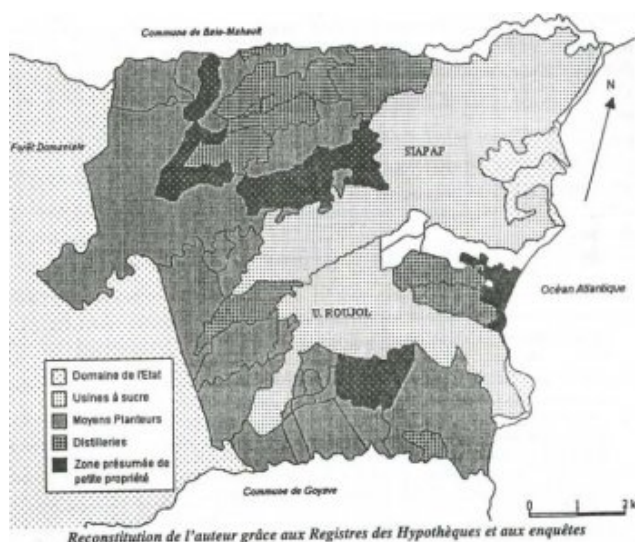 Commune de Baie-Mahault
N
Forêt Domaniale
SIAPAP
Océan Atlantique
U. ROUJOL
Domaine de l'Etat
Usines à sucre
Moyens Planteurs
Distilleries
Zone présumée de
petite propriété
Commune de Goyave
0 1 2 k
Reconstitution de l'auteur grâce aux Registres des Hypothèques et aux enquêtes